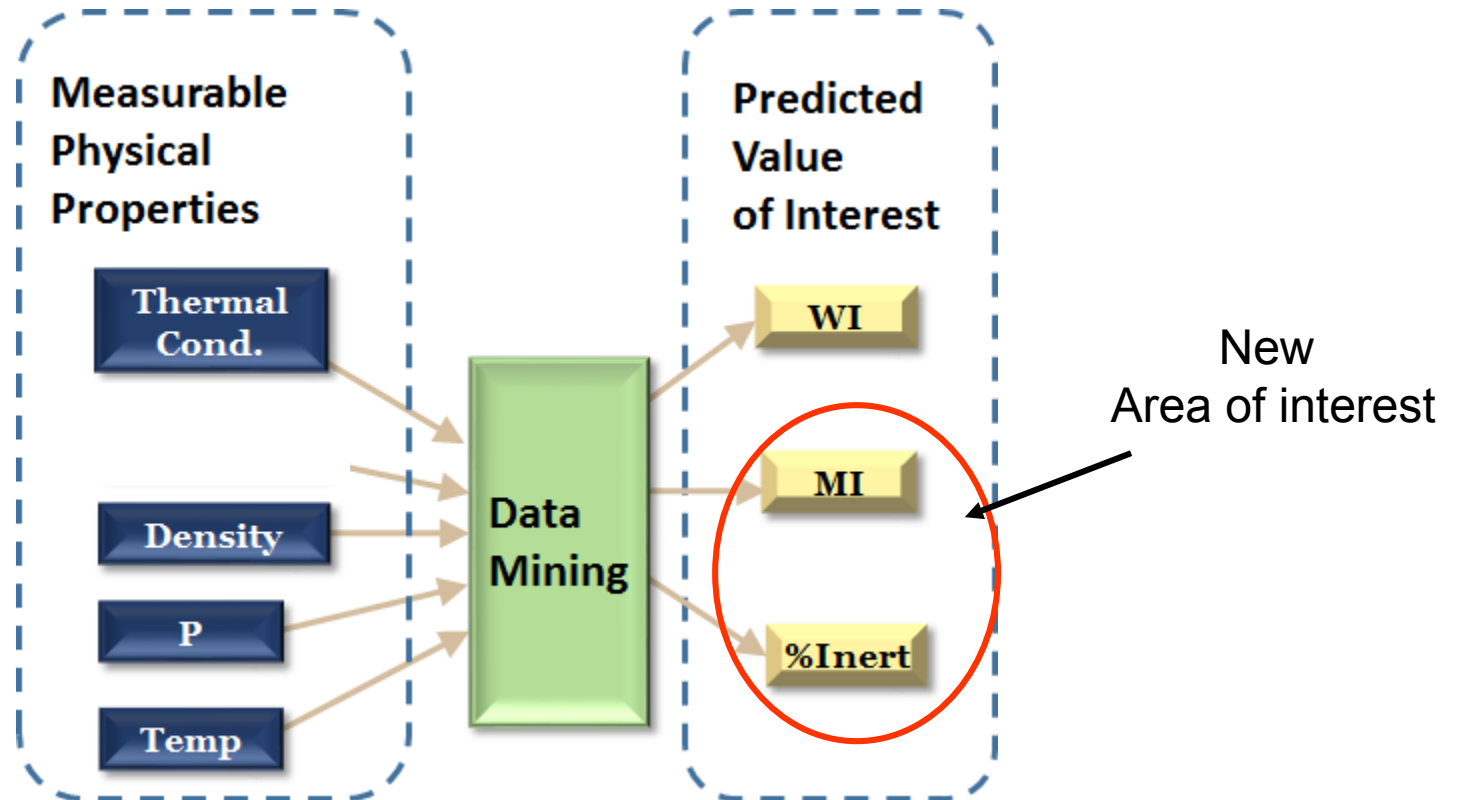 Measurable
Physical
Properties
Thermal
Cond.
Density
P
Temp
Data
Mining
Predicted
Value
of Interest
WI
MI
%Inert
New
Area of interest